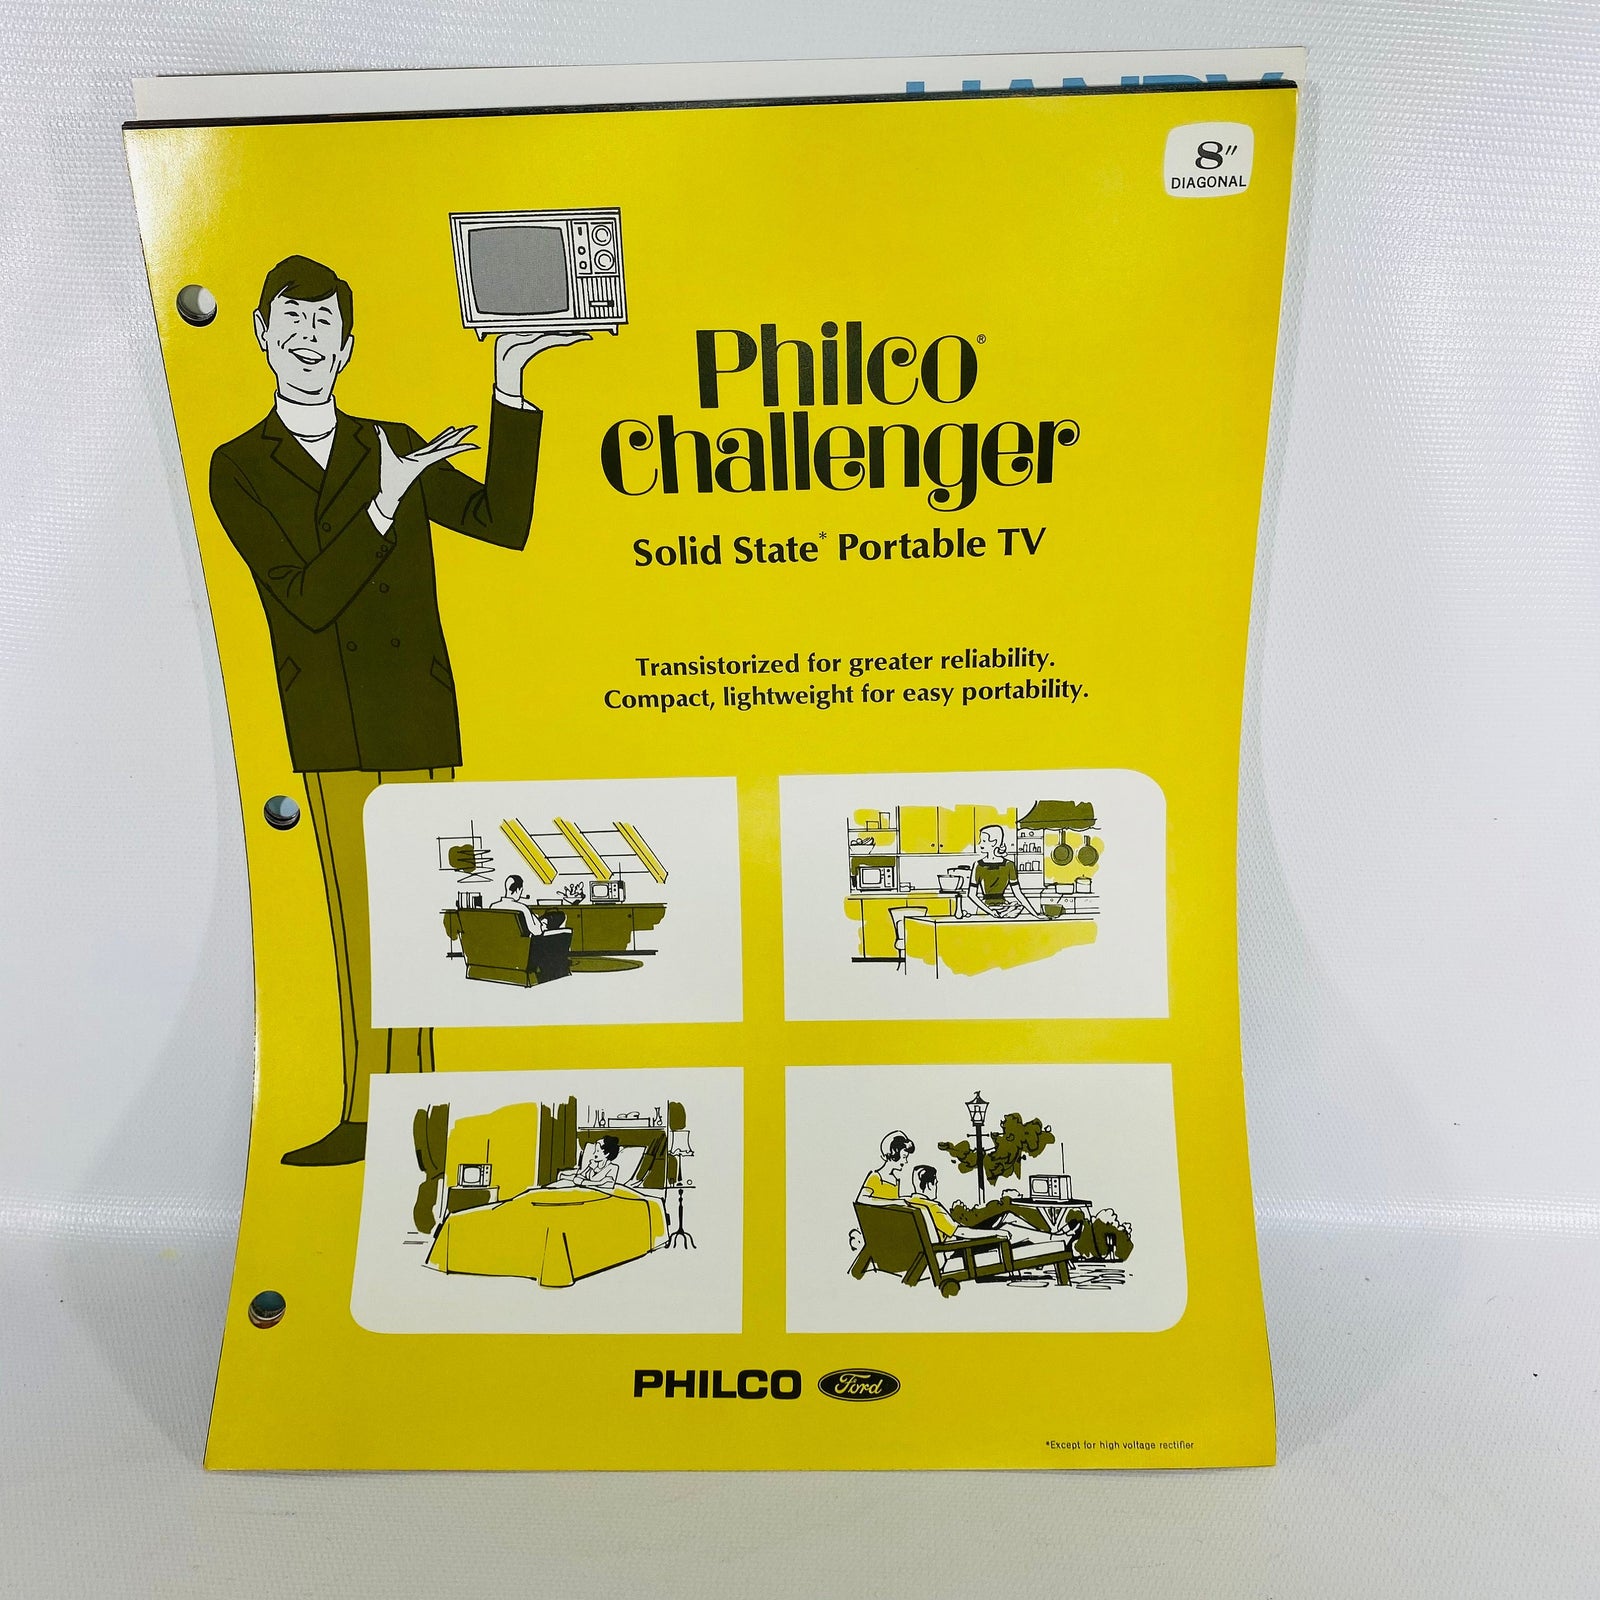 8"
DIAGONAL
Philco®
Challenger
Solid State* Portable TV
Transistorized for greater reliability.
Compact, lightweight for easy portability.
PHILCO Ford
*Except for high voltage rectifier